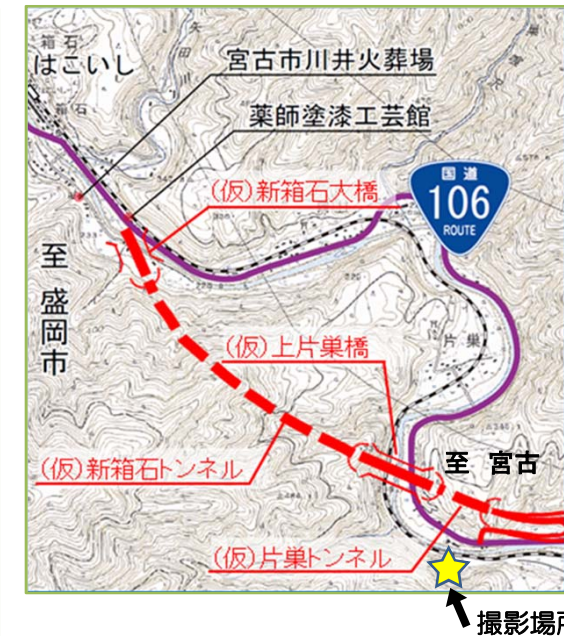 箱石
はこいし
箱石
宮古市川井火葬場
薬師塗漆工芸館
(仮)新箱石大橋
国道
106
ROUTE
至 盛岡市
(仮)上片巣橋
片巣
至 宮古
(仮)新箱石トンネル
(仮)片巣トンネル
撮影場所